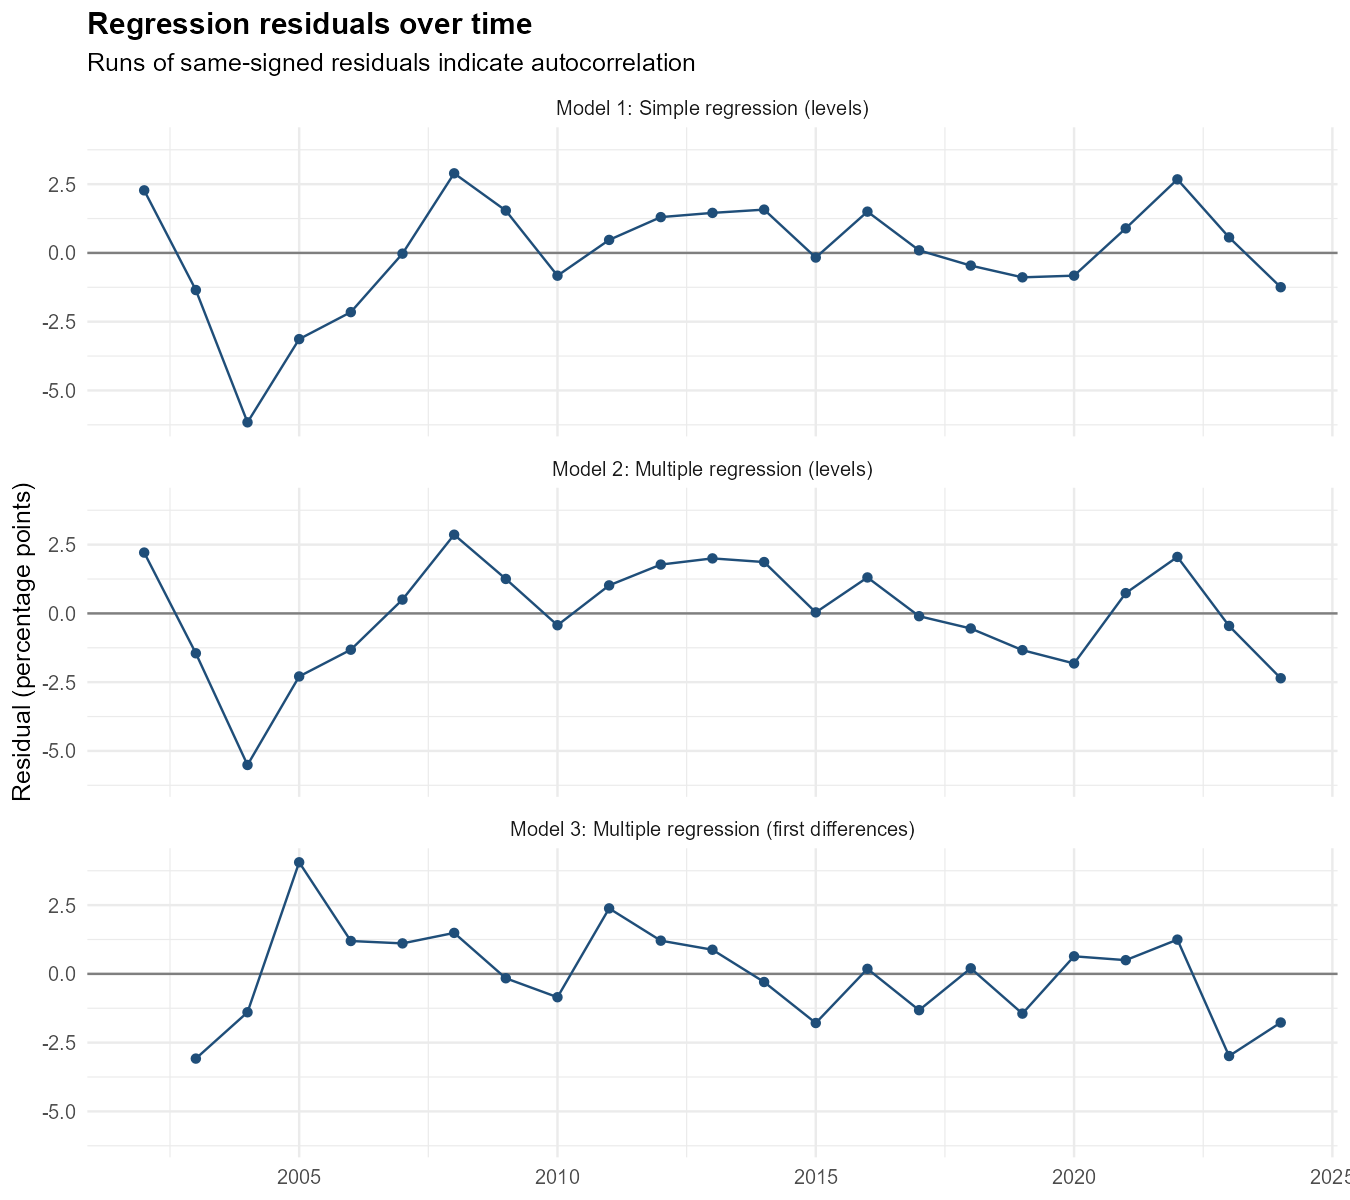 Regression residuals over time
Runs of same-signed residuals indicate autocorrelation
Residual (percentage points)
Model 1: Simple regression (levels)
2.5
0.0
-2.5
-5.0
Model 2: Multiple regression (levels)
2.5
0.0
-2.5
-5.0
Model 3: Multiple regression (first differences)
2.5
0.0
-2.5
-5.0
2005 2010 2015 2020 2025